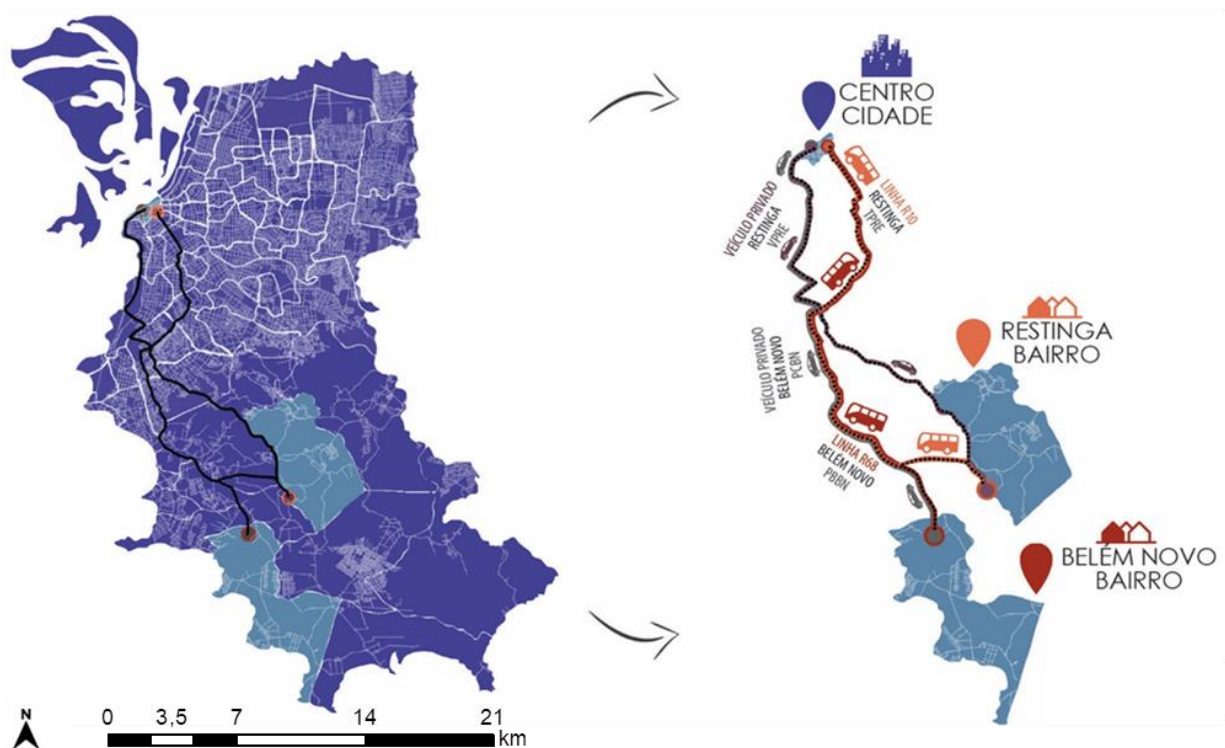 CENTRO
CIDADE
LINHA R10
RESTINGA
TPRE
VEÍCULO PRIVADO
RESTINGA
VPRE
RESTINGA
BAIRRO
VEÍCULO PRIVADO
BELÉM NOVO
PCBN
LINHA R68
BELÉM NOVO
PBBN
BELÉM NOVO
BAIRRO
N
0 3,5 7 14 21
km